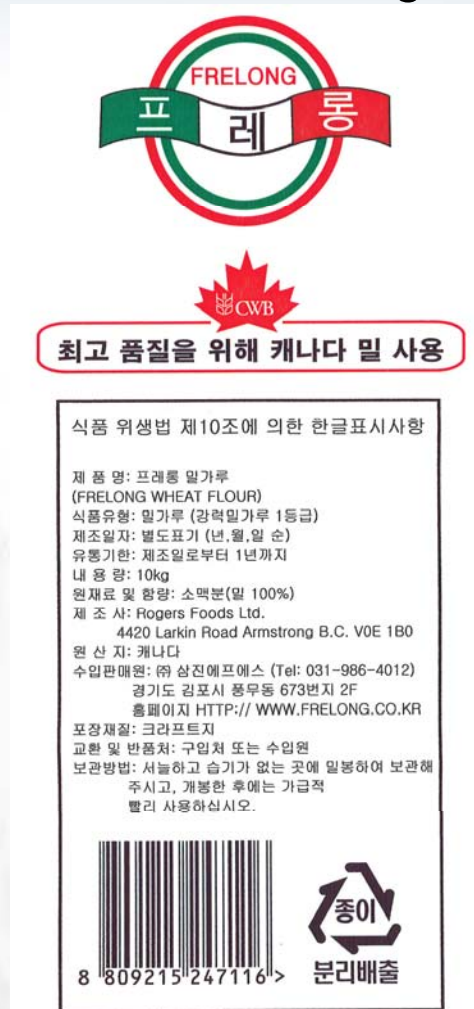 FRELONG
프레롱
CWB
최고 품질을 위해 캐나다 밀 사용
식품 위생법 제10조에 의한 한글표시사항
제 품 명: 프레롱 밀가루
(FRELONG WHEAT FLOUR)
식품유형: 밀가루 (강력밀가루 1등급)
제조일자: 별도표기 (년,월,일 순)
유통기한: 제조일로부터 1년까지
내 용 량: 10kg
원재료 및 함량: 소맥분(밀 100%)
제 조 사: Rogers Foods Ltd.
4420 Larkin Road Armstrong B.C. V0E 1B0
원 산 지: 캐나다
수입판매원: ㈜ 삼진에프에스 (Tel: 031-986-4012)
경기도 김포시 풍무동 673번지 2F
홈페이지 HTTP:// WWW.FRELONG.CO.KR
포장재질: 크라프트지
교환 및 반품처: 구입처 또는 수입원
보관방법: 서늘하고 습기가 없는 곳에 밀봉하여 보관해
주시고, 개봉한 후에는 가급적
빨리 사용하십시오.
종이
8 809215 247116 >
분리배출